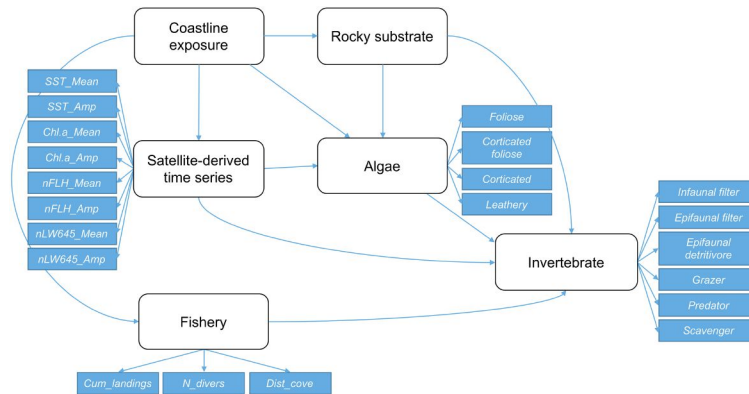 Coastline
exposure
Rocky substrate
SST_Mean
SST_Amp
Chl.a_Mean
Chl.a_Amp
nFLH_Mean
nFLH_Amp
nLW645_Mean
nLW645_Amp
Satellite-derived
time series
Algae
Foliose
Corticated
foliose
Corticated
Leathery
Invertebrate
Infaunal filter
Epifaunal filter
Epifaunal
detritivore
Grazer
Predator
Scavenger
Fishery
Cum_landings
N_divers
Dist_cove